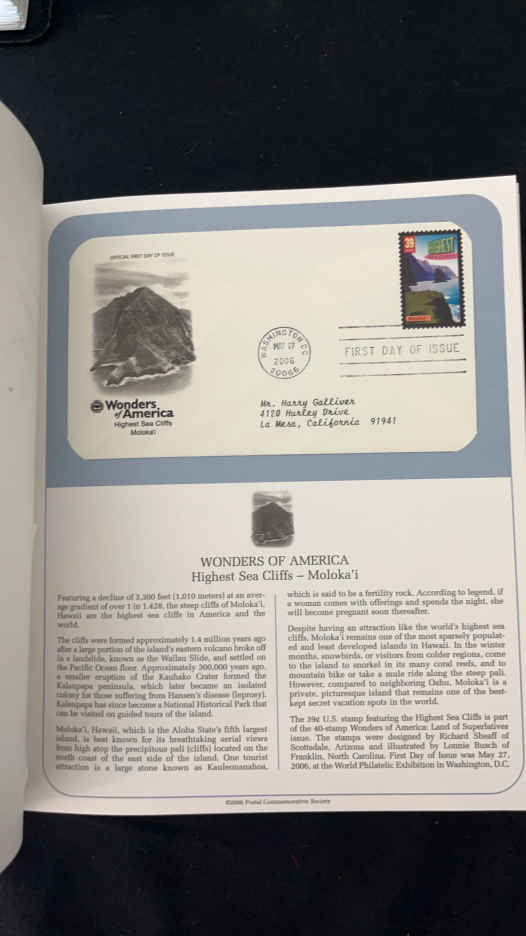 OFFICIAL FIRST DAY OF ISSUE
39
HIGHEST
WASHINGTON DC
MAY 27
2006
20066
FIRST DAY OF ISSUE
Wonders
of America
Highest Sea Cliffs
Moloka'i
Mr. Harry Galliver
4120 Hurley Drive
La Mesa, California 91941
WONDERS OF AMERICA
Highest Sea Cliffs – Moloka'i
Featuring a decline of 3,300 feet (1,010 meters) at an aver-
age gradient of over 1 in 1.428, the steep cliffs of Moloka'i,
Hawaii are the highest sea cliffs in America and the
world.
The cliffs were formed approximately 1.4 million years ago
after a large portion of the island's eastern volcano broke off
in a landslide, known as the Wailau Slide, and settled on
the Pacific Ocean floor. Approximately 300,000 years ago,
a smaller eruption of the Kauhako Crater formed the
Kalaupapa peninsula, which later became an isolated
colony for those suffering from Hansen's disease (leprosy).
Kalaupapa has since become a National Historical Park that
can be visited on guided tours of the island.
Moloka'i, Hawaii, which is the Aloha State's fifth largest
island, is best known for its breathtaking aerial views
from high atop the precipitous pali (cliffs) located on the
north coast of the east side of the island. One tourist
attraction is a large stone known as Kauleonanahoa,
which is said to be a fertility rock. According to legend, if
a woman comes with offerings and spends the night, she
will become pregnant soon thereafter.
Despite having an attraction like the world's highest sea
cliffs, Moloka'i remains one of the most sparsely populat-
ed and least developed islands in Hawaii. In the winter
months, snowbirds, or visitors from colder regions, come
to the island to snorkel in its many coral reefs, and to
mountain bike or take a mule ride along the steep pali.
However, compared to neighboring Oahu, Moloka'i is a
private, picturesque island that remains one of the best-
kept secret vacation spots in the world.
The 39¢ U.S. stamp featuring the Highest Sea Cliffs is part
of the 40-stamp Wonders of America: Land of Superlatives
issue. The stamps were designed by Richard Sheaff of
Scottsdale, Arizona and illustrated by Lonnie Busch of
Franklin, North Carolina. First Day of Issue was May 27,
2006, at the World Philatelic Exhibition in Washington, D.C.
©2006 Postal Commemorative Society